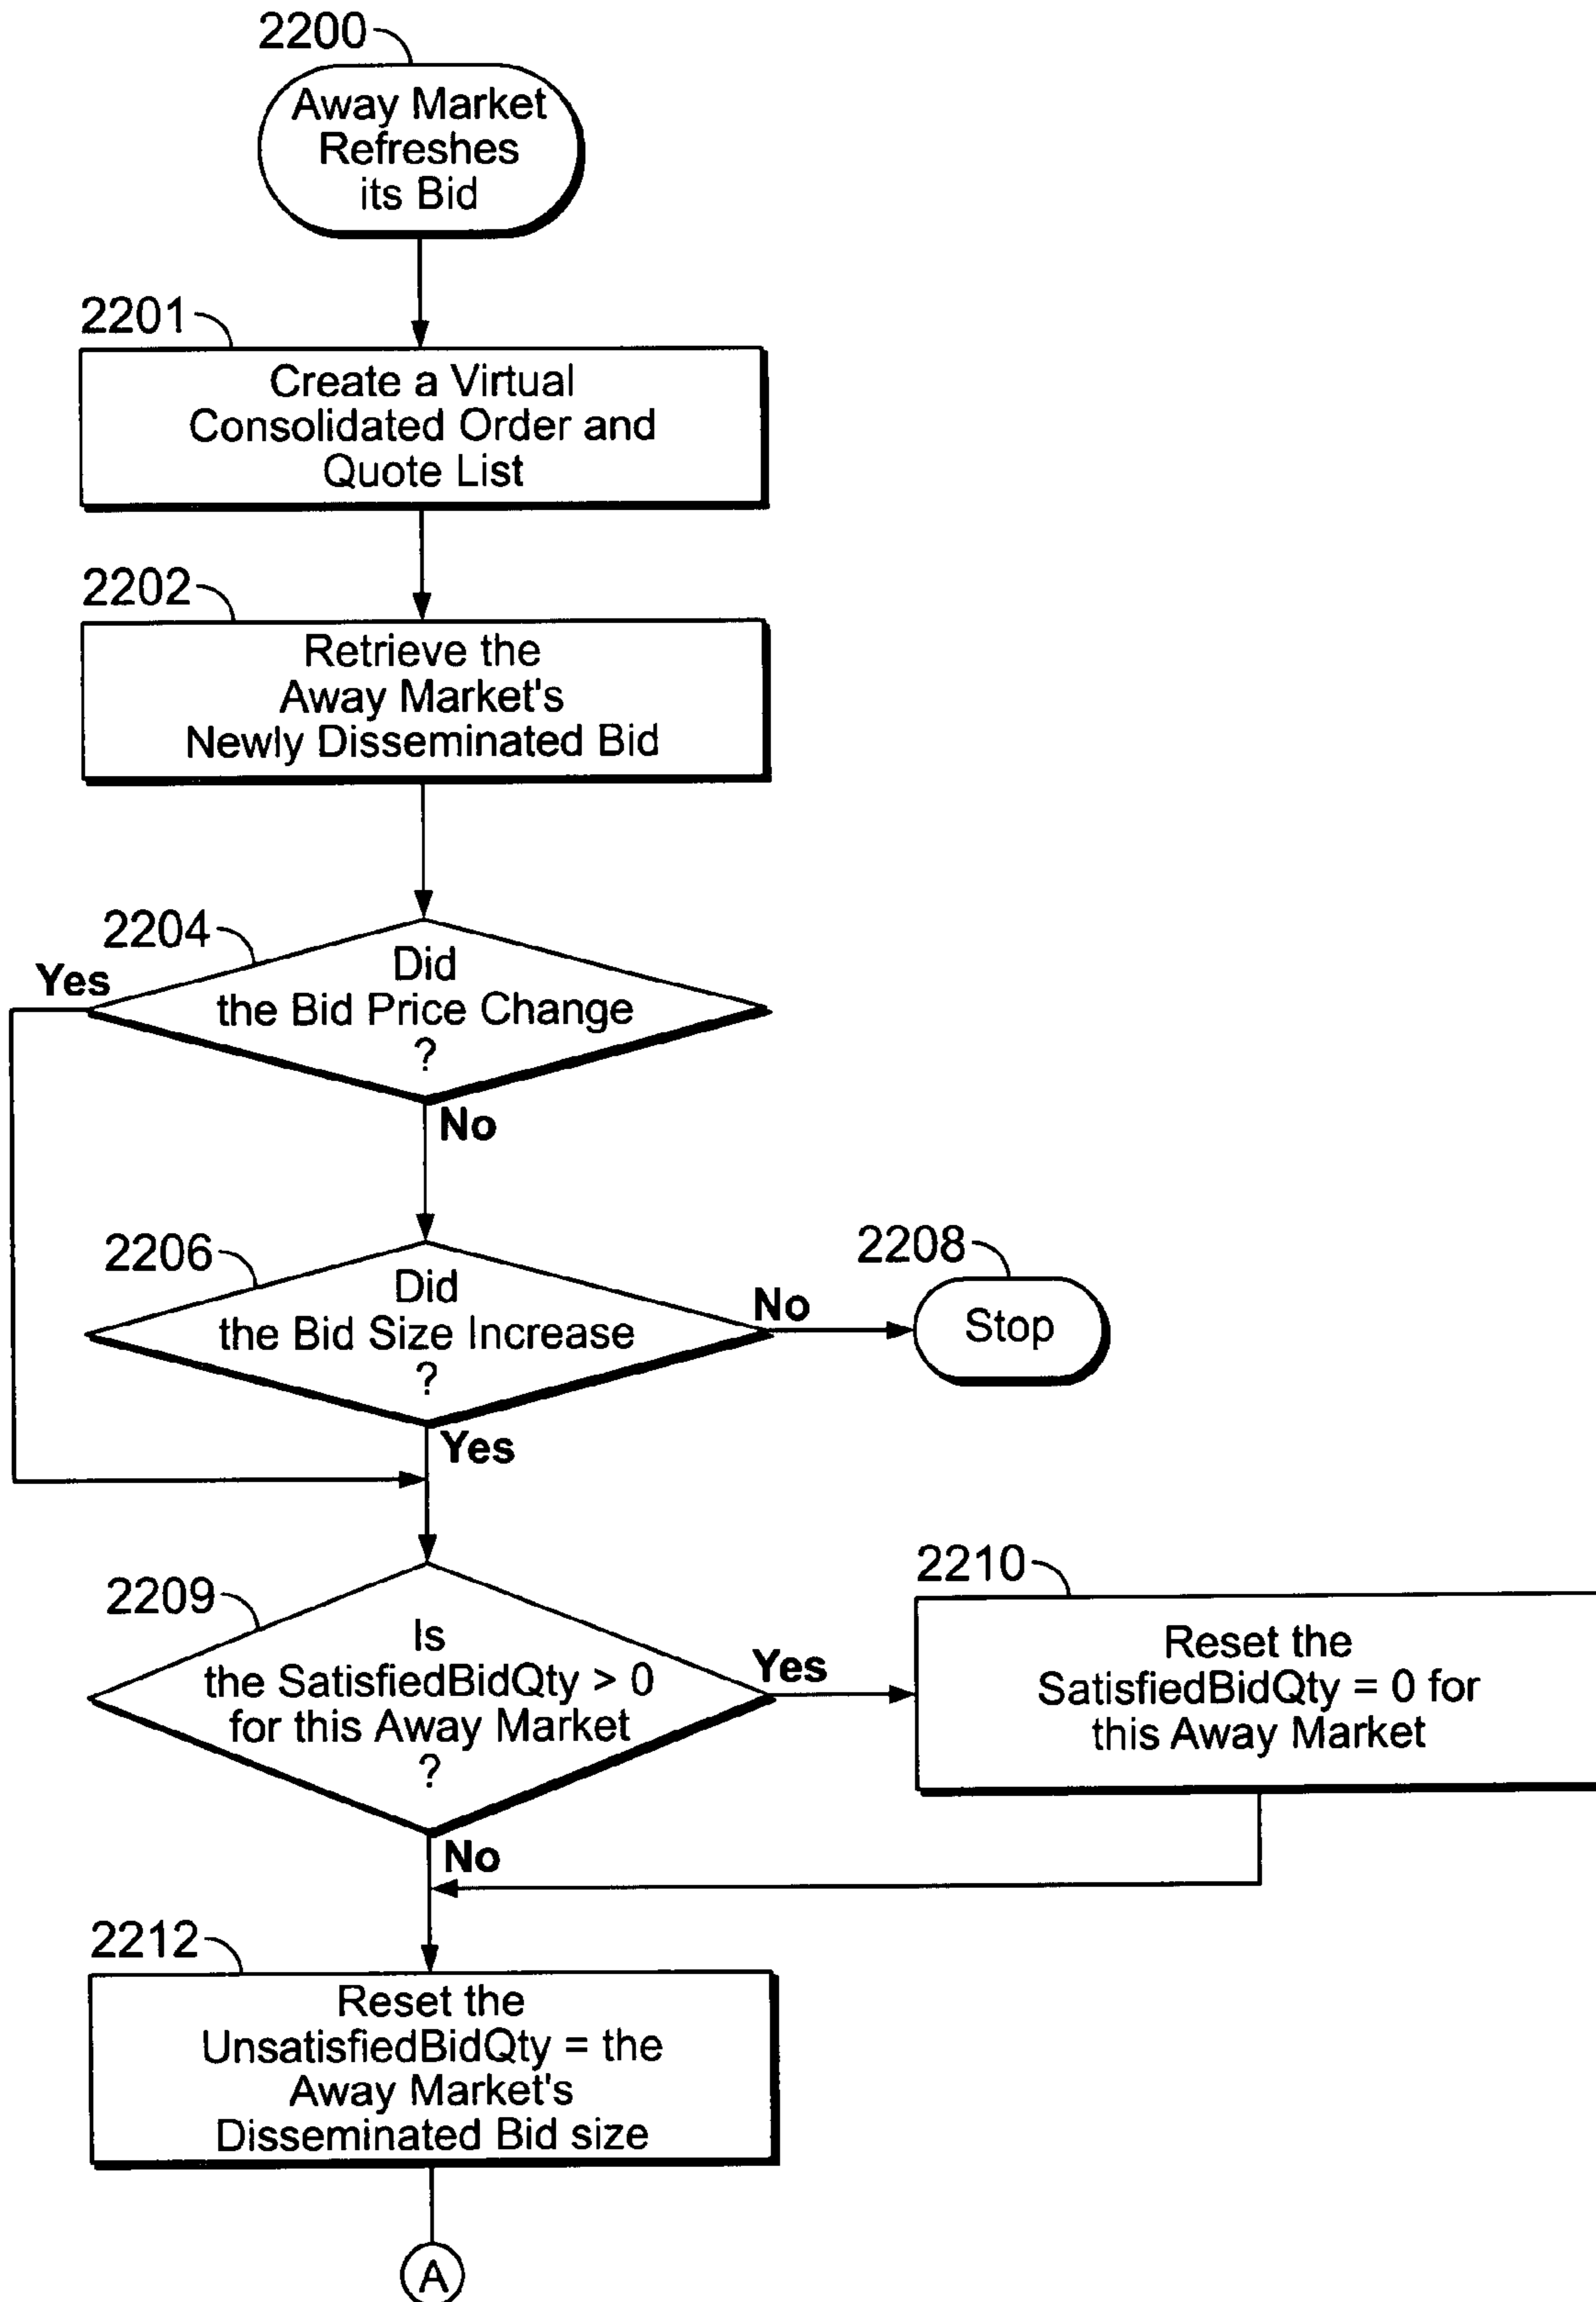 2200
Away Market
Refreshes
its Bid
2201
Create a Virtual
Consolidated Order and
Quote List
2202
Retrieve the
Away Market's
Newly Disseminated Bid
2204
Yes
Did
the Bid Price Change
?
No
2206
Did
the Bid Size Increase
?
No
2208
Stop
Yes
2209
Is
the SatisfiedBidQty > 0
for this Away Market
?
Yes
2210
Reset the
SatisfiedBidQty = 0 for
this Away Market
No
2212
Reset the
UnsatisfiedBidQty = the
Away Market's
Disseminated Bid size
A